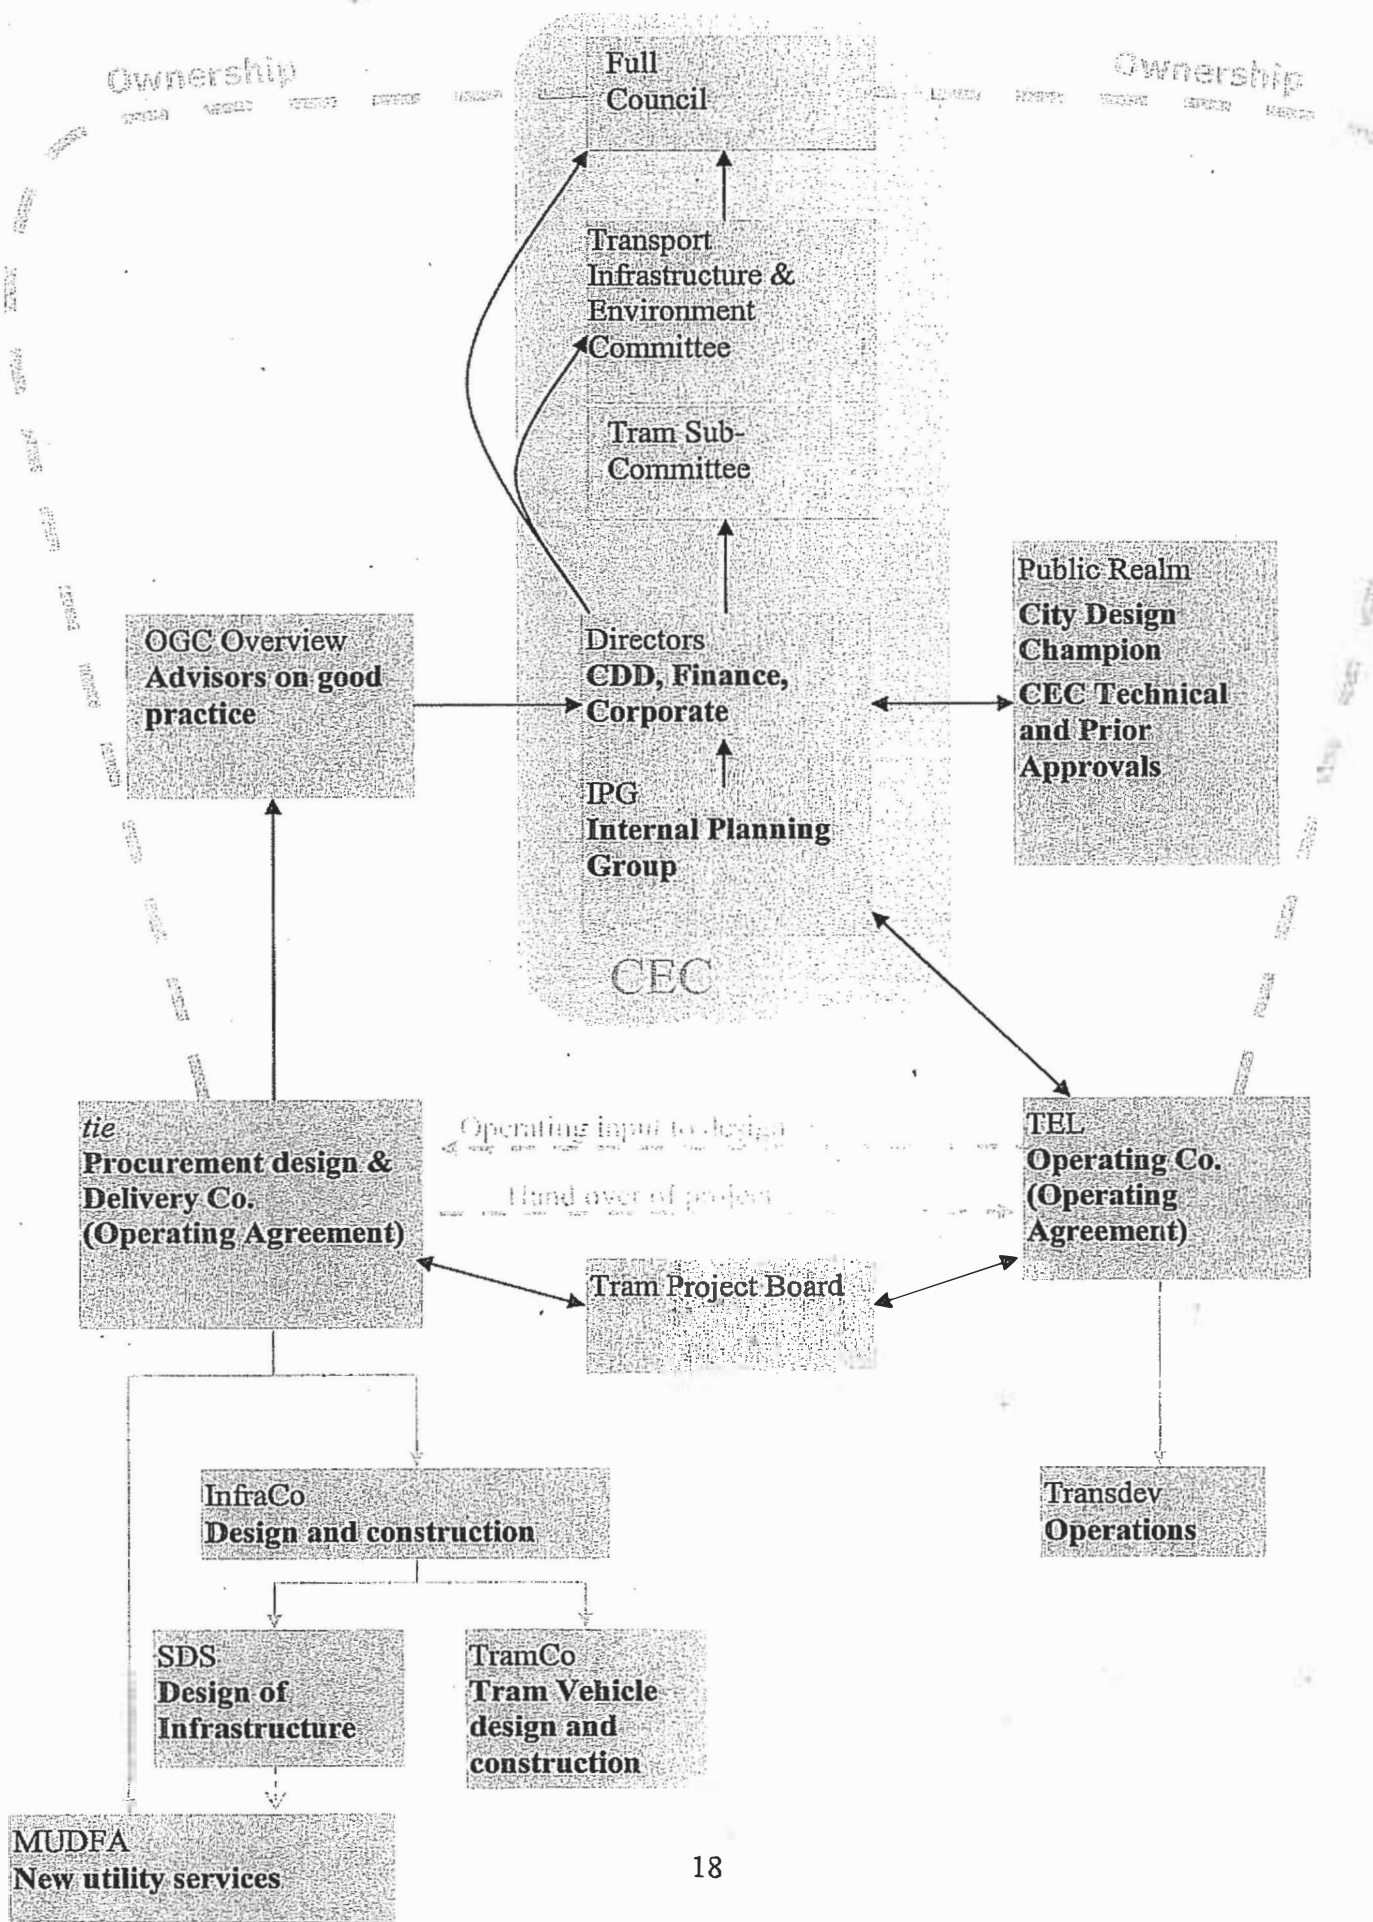 Ownership
Ownership
Full
Council
Transport
Infrastructure &
Environment
Committee
Tram Sub-
Committee
Public Realm
City Design
Champion
CEC Technical
and Prior
Approvals
OGC Overview
Advisors on good
practice
Directors
CDD, Finance,
Corporate
IPG
Internal Planning
Group
CEC
tie
Procurement design &
Delivery Co.
(Operating Agreement)
Operating input to design
Hand over of project
TEL
Operating Co.
(Operating
Agreement)
Tram Project Board
InfraCo
Design and construction
Transdev
Operations
SDS
Design of
Infrastructure
TramCo
Tram Vehicle
design and
construction
MUDFA
New utility services
18